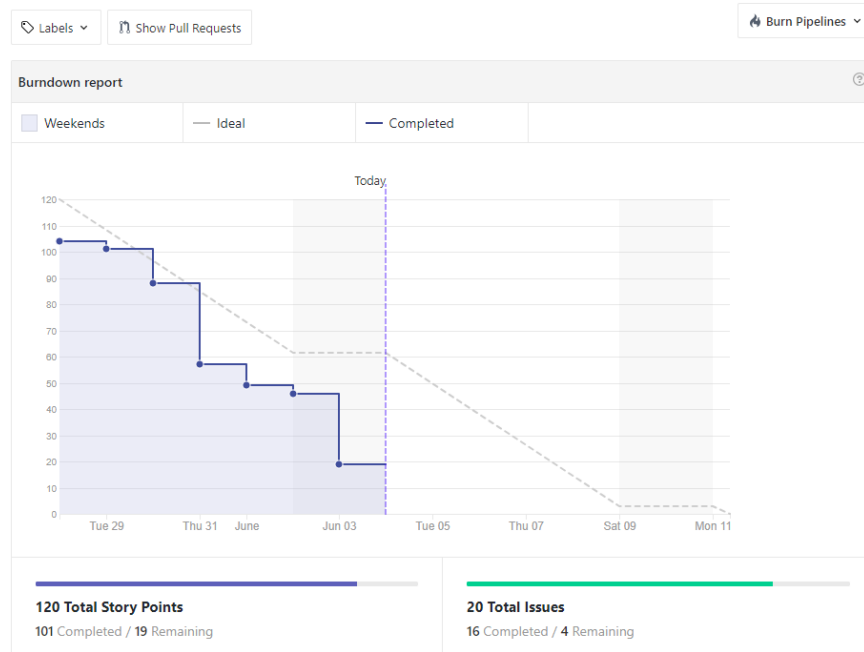 Labels
Show Pull Requests
Burn Pipelines
Burndown report
?
Weekends
Ideal
Completed
Today
120
110
100
90
80
70
60
50
40
30
20
10
0
Tue 29
Thu 31
June
Jun 03
Tue 05
Thu 07
Sat 09
Mon 11
120 Total Story Points
101 Completed / 19 Remaining
20 Total Issues
16 Completed / 4 Remaining